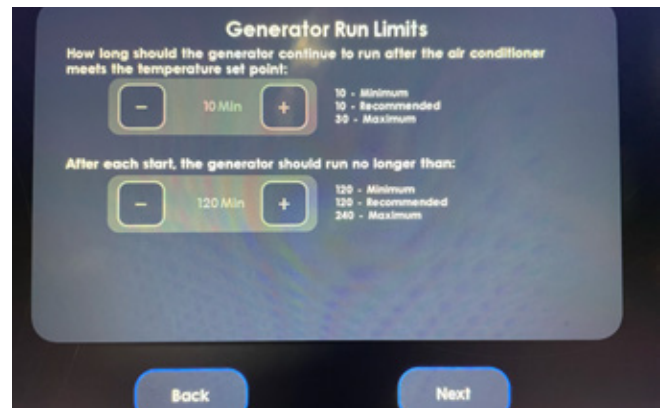 Generator Run Limits
How long should the generator continue to run after the air conditioner
meets the temperature set point:
- 10 Min +
10 - Minimum
10 - Recommended
30 - Maximum
After each start, the generator should run no longer than:
- 120 Min +
120 - Minimum
120 - Recommended
240 - Maximum
Back Next